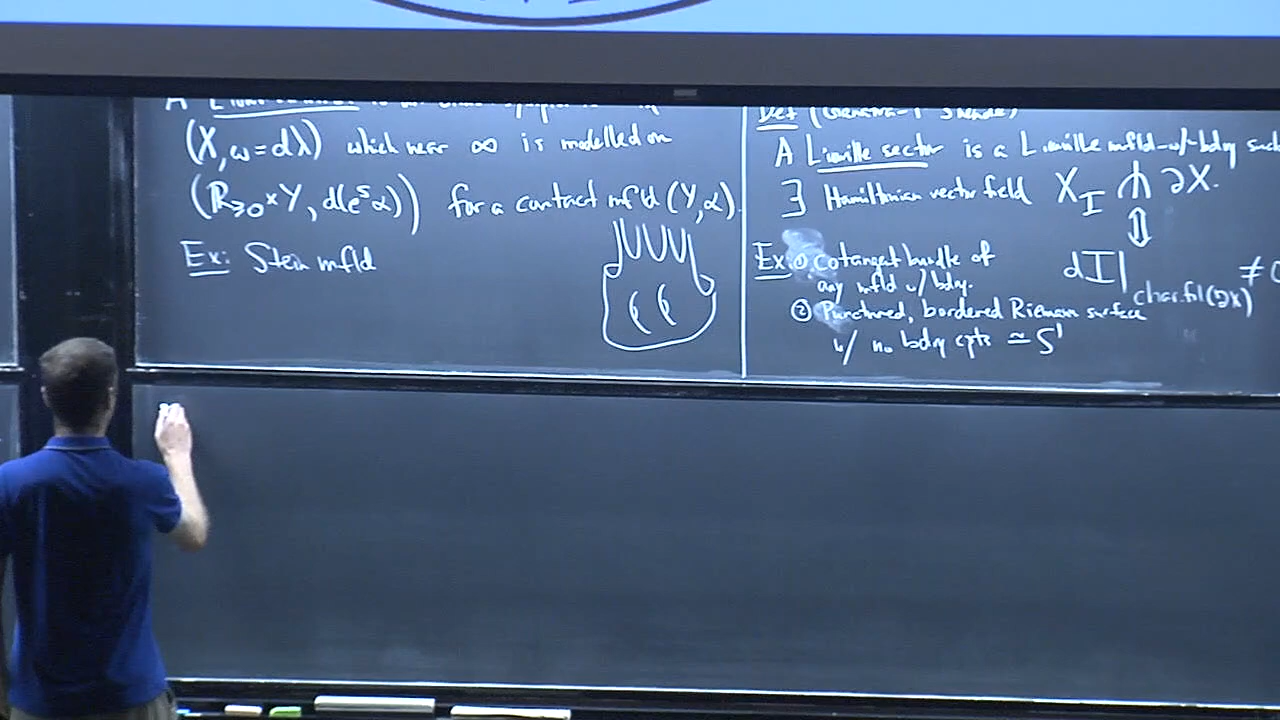 A Liouville
(X, ω = dλ) which near ∞ is modelled on
(ℝ≥0 × Y, d(eˢα)) for a contact mfld (Y, α).
Ex: Stein mfld
Def
A Liouville sector is a Liouville mfld-w/-bdry such
∃ Hamiltonian vector field X_I ⋔ ∂X.
⇕
Ex: ① Cotangent bundle of
any mfld w/ bdry.
dI|char.fol(∂X) ≠ 0
② Punctured, bordered Riemann surface
w/ no bdry cpts ≃ S¹